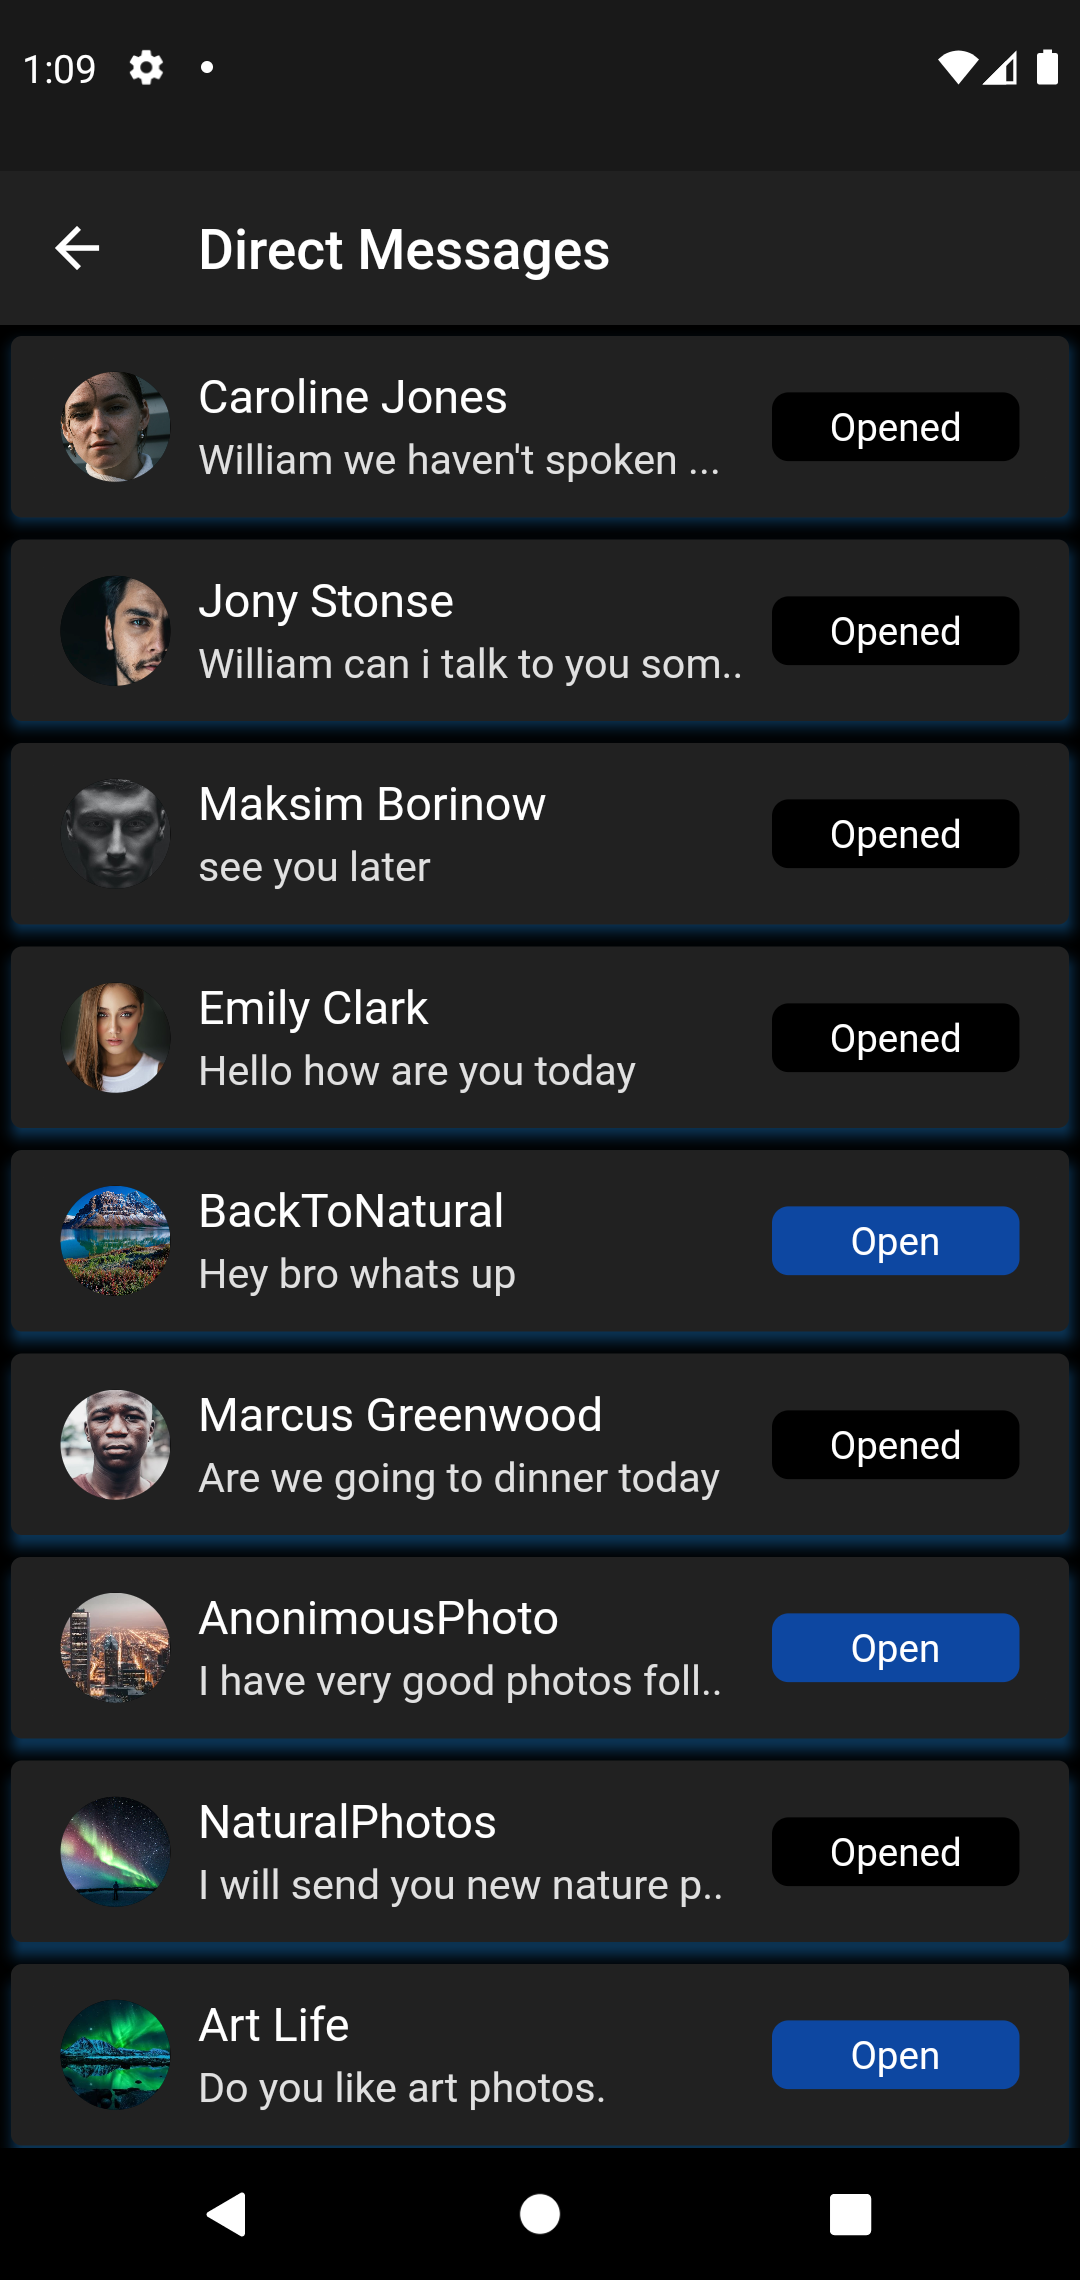 1:09
Direct Messages
Caroline Jones
William we haven't spoken ...
Opened
Jony Stonse
William can i talk to you som..
Opened
Maksim Borinow
see you later
Opened
Emily Clark
Hello how are you today
Opened
BackToNatural
Hey bro whats up
Open
Marcus Greenwood
Are we going to dinner today
Opened
AnonimousPhoto
I have very good photos foll..
Open
NaturalPhotos
I will send you new nature p..
Opened
Art Life
Do you like art photos.
Open